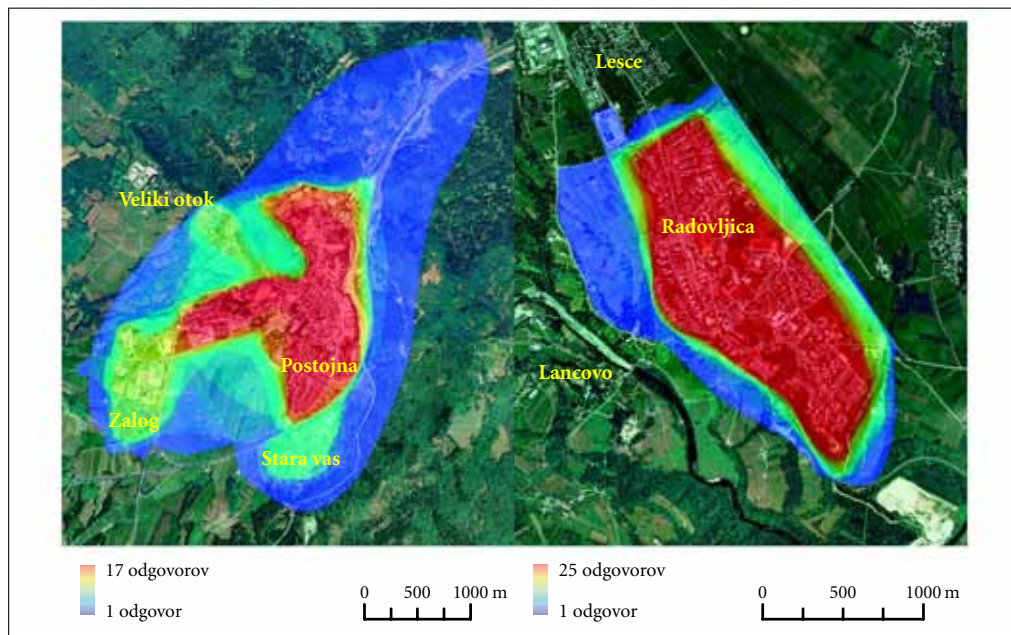 Lesce
Veliki otok
Radovljica
Postojna
Lancovo
Zalog
Stara vas
17 odgovorov
1 odgovor
0 500 1000 m
25 odgovorov
1 odgovor
0 500 1000 m